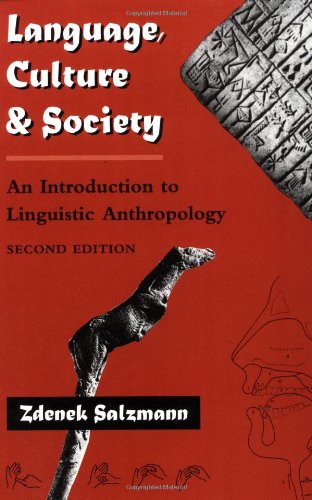 Language,
Culture
& Society
An Introduction to
Linguistic Anthropology
SECOND EDITION
Zdenek Salzmann